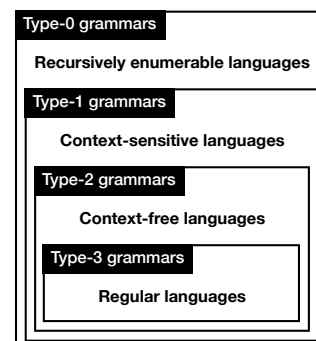 Type-0 grammars
Recursively enumerable languages
Type-1 grammars
Context-sensitive languages
Type-2 grammars
Context-free languages
Type-3 grammars
Regular languages